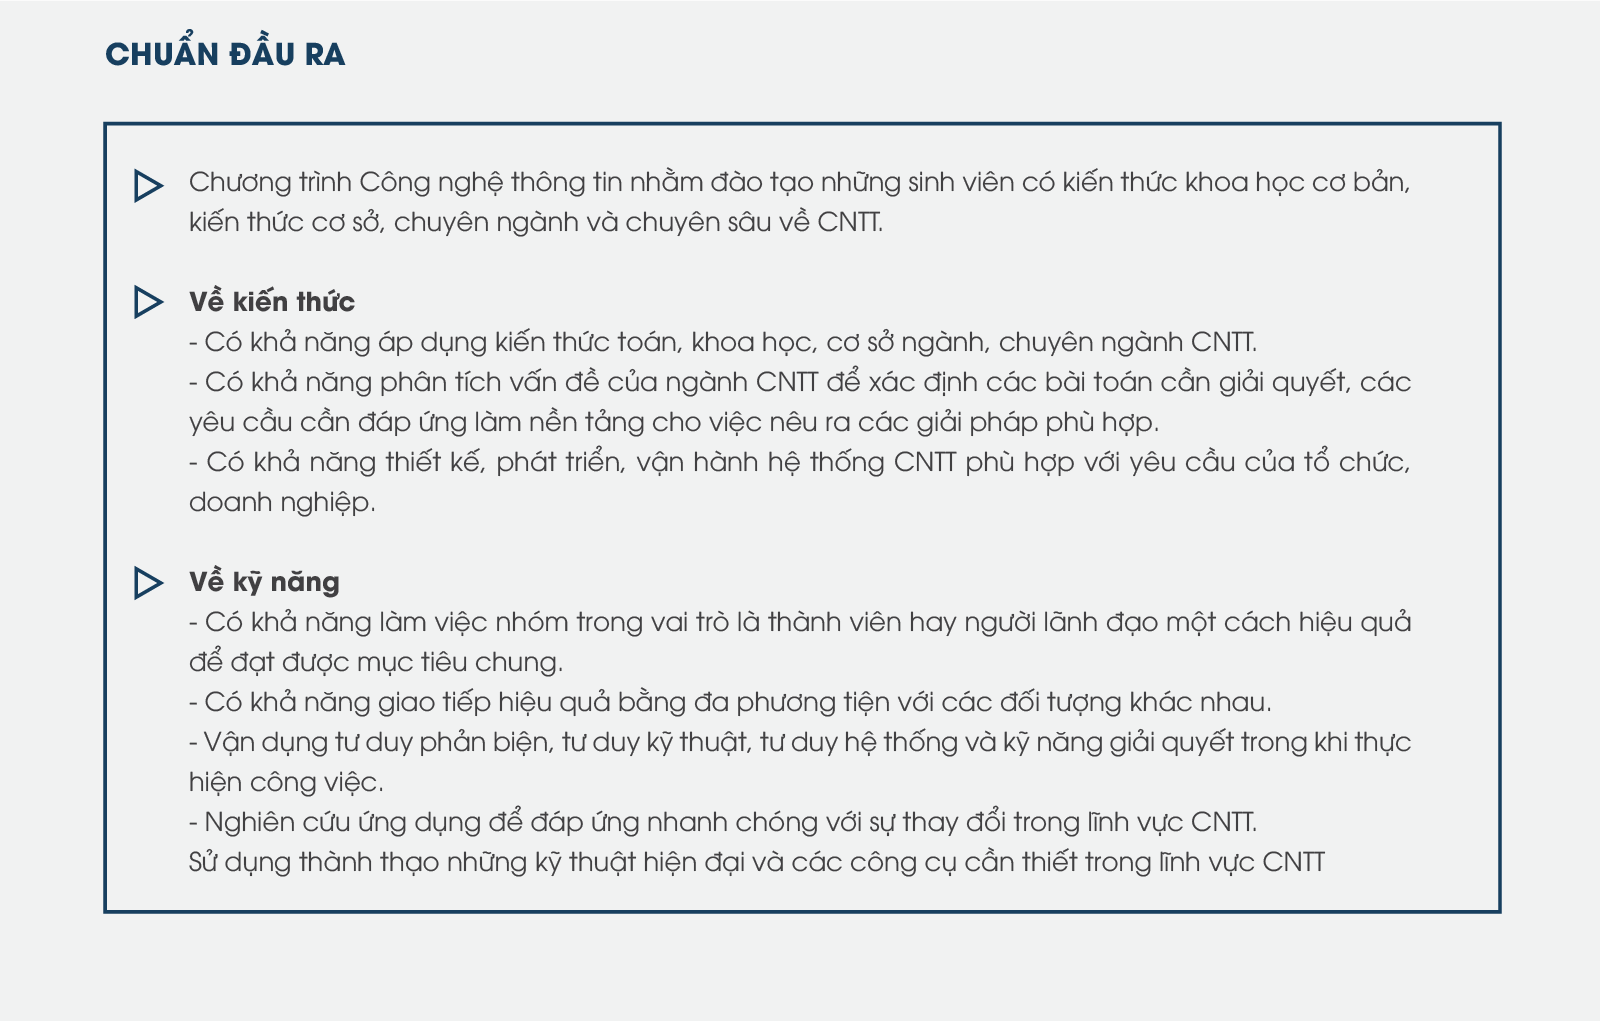 CHUẨN ĐẦU RA
Chương trình Công nghệ thông tin nhằm đào tạo những sinh viên có kiến thức khoa học cơ bản,
kiến thức cơ sở, chuyên ngành và chuyên sâu về CNTT.
Về kiến thức
- Có khả năng áp dụng kiến thức toán, khoa học, cơ sở ngành, chuyên ngành CNTT.
- Có khả năng phân tích vấn đề của ngành CNTT để xác định các bài toán cần giải quyết, các
yêu cầu cần đáp ứng làm nền tảng cho việc nêu ra các giải pháp phù hợp.
- Có khả năng thiết kế, phát triển, vận hành hệ thống CNTT phù hợp với yêu cầu của tổ chức,
doanh nghiệp.
Về kỹ năng
- Có khả năng làm việc nhóm trong vai trò là thành viên hay người lãnh đạo một cách hiệu quả
để đạt được mục tiêu chung.
- Có khả năng giao tiếp hiệu quả bằng đa phương tiện với các đối tượng khác nhau.
- Vận dụng tư duy phản biện, tư duy kỹ thuật, tư duy hệ thống và kỹ năng giải quyết trong khi thực
hiện công việc.
- Nghiên cứu ứng dụng để đáp ứng nhanh chóng với sự thay đổi trong lĩnh vực CNTT.
Sử dụng thành thạo những kỹ thuật hiện đại và các công cụ cần thiết trong lĩnh vực CNTT